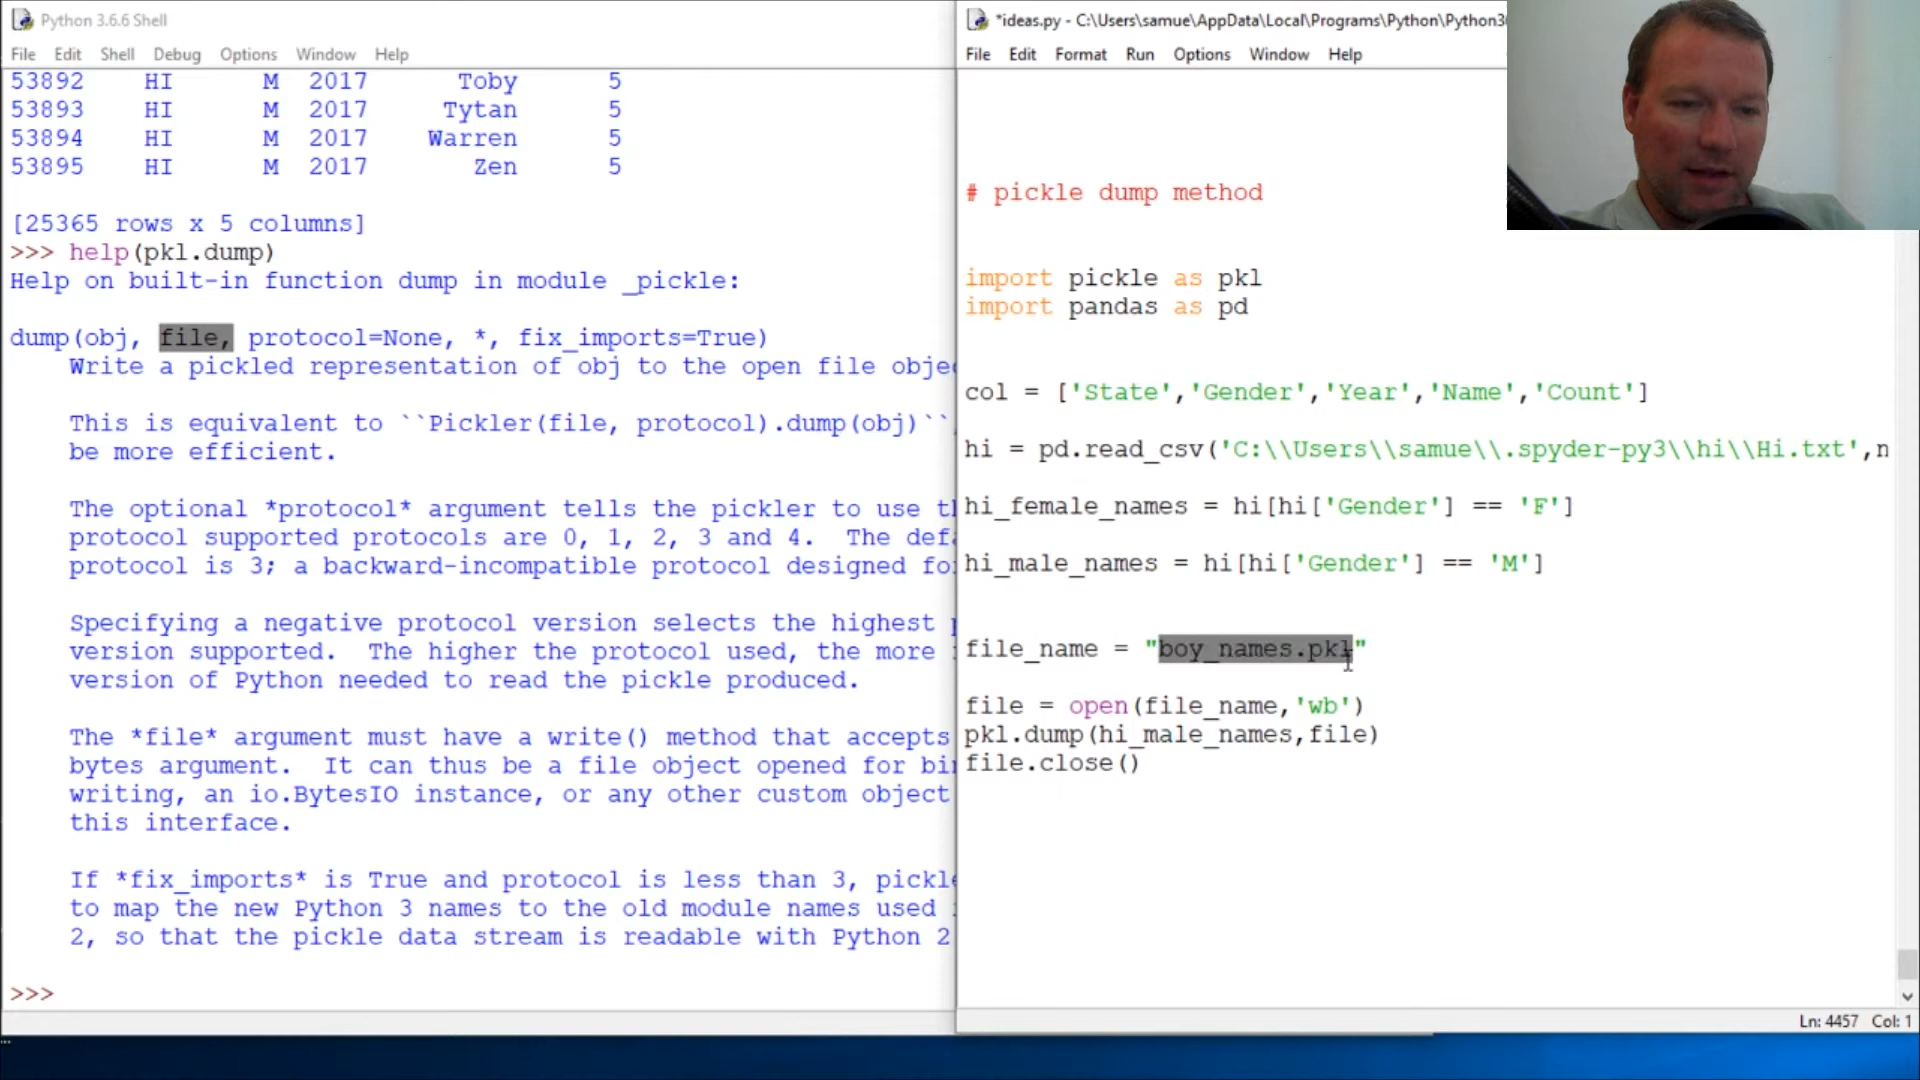 Python 3.6.6 Shell
File Edit Shell Debug Options Window Help
53892 HI M 2017 Toby 5
53893 HI M 2017 Tytan 5
53894 HI M 2017 Warren 5
53895 HI M 2017 Zen 5
[25365 rows x 5 columns]
>>> help(pkl.dump)
Help on built-in function dump in module _pickle:
dump(obj, file, protocol=None, *, fix_imports=True)
Write a pickled representation of obj to the open file obje
This is equivalent to ``Pickler(file, protocol).dump(obj)``
be more efficient.
The optional *protocol* argument tells the pickler to use t
protocol supported protocols are 0, 1, 2, 3 and 4. The def
protocol is 3; a backward-incompatible protocol designed fo
Specifying a negative protocol version selects the highest
version supported. The higher the protocol used, the more
version of Python needed to read the pickle produced.
The *file* argument must have a write() method that accepts
bytes argument. It can thus be a file object opened for bi
writing, an io.BytesIO instance, or any other custom object
this interface.
If *fix_imports* is True and protocol is less than 3, pickl
to map the new Python 3 names to the old module names used
2, so that the pickle data stream is readable with Python 2
>>>
*ideas.py - C:\Users\samue\AppData\Local\Programs\Python\Python3
File Edit Format Run Options Window Help
# pickle dump method
import pickle as pkl
import pandas as pd
col = ['State','Gender','Year','Name','Count']
hi = pd.read_csv('C:\\Users\\samue\\.spyder-py3\\hi\\Hi.txt',n
hi_female_names = hi[hi['Gender'] == 'F']
hi_male_names = hi[hi['Gender'] == 'M']
file_name = "boy_names.pkl"
file = open(file_name,'wb')
pkl.dump(hi_male_names,file)
file.close()
Ln: 4457 Col: 1